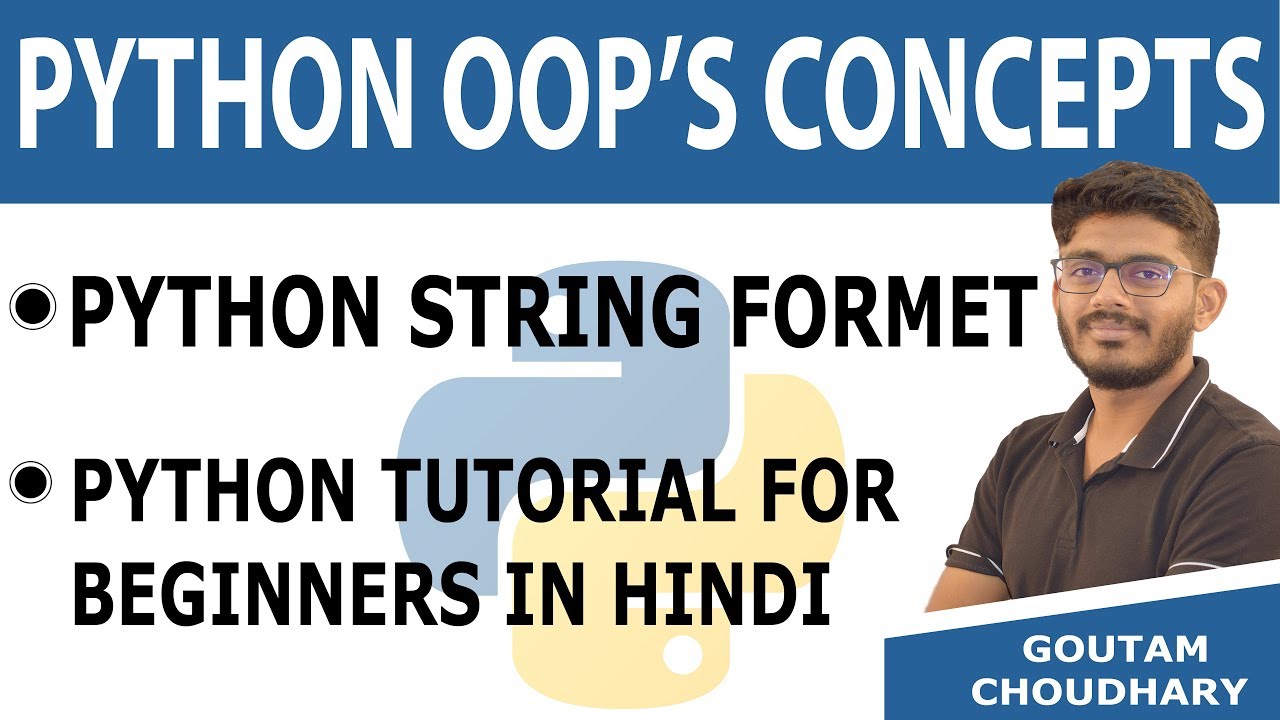 PYTHON OOP'S CONCEPTS
PYTHON STRING FORMET
PYTHON TUTORIAL FOR
BEGINNERS IN HINDI
GOUTAM
CHOUDHARY